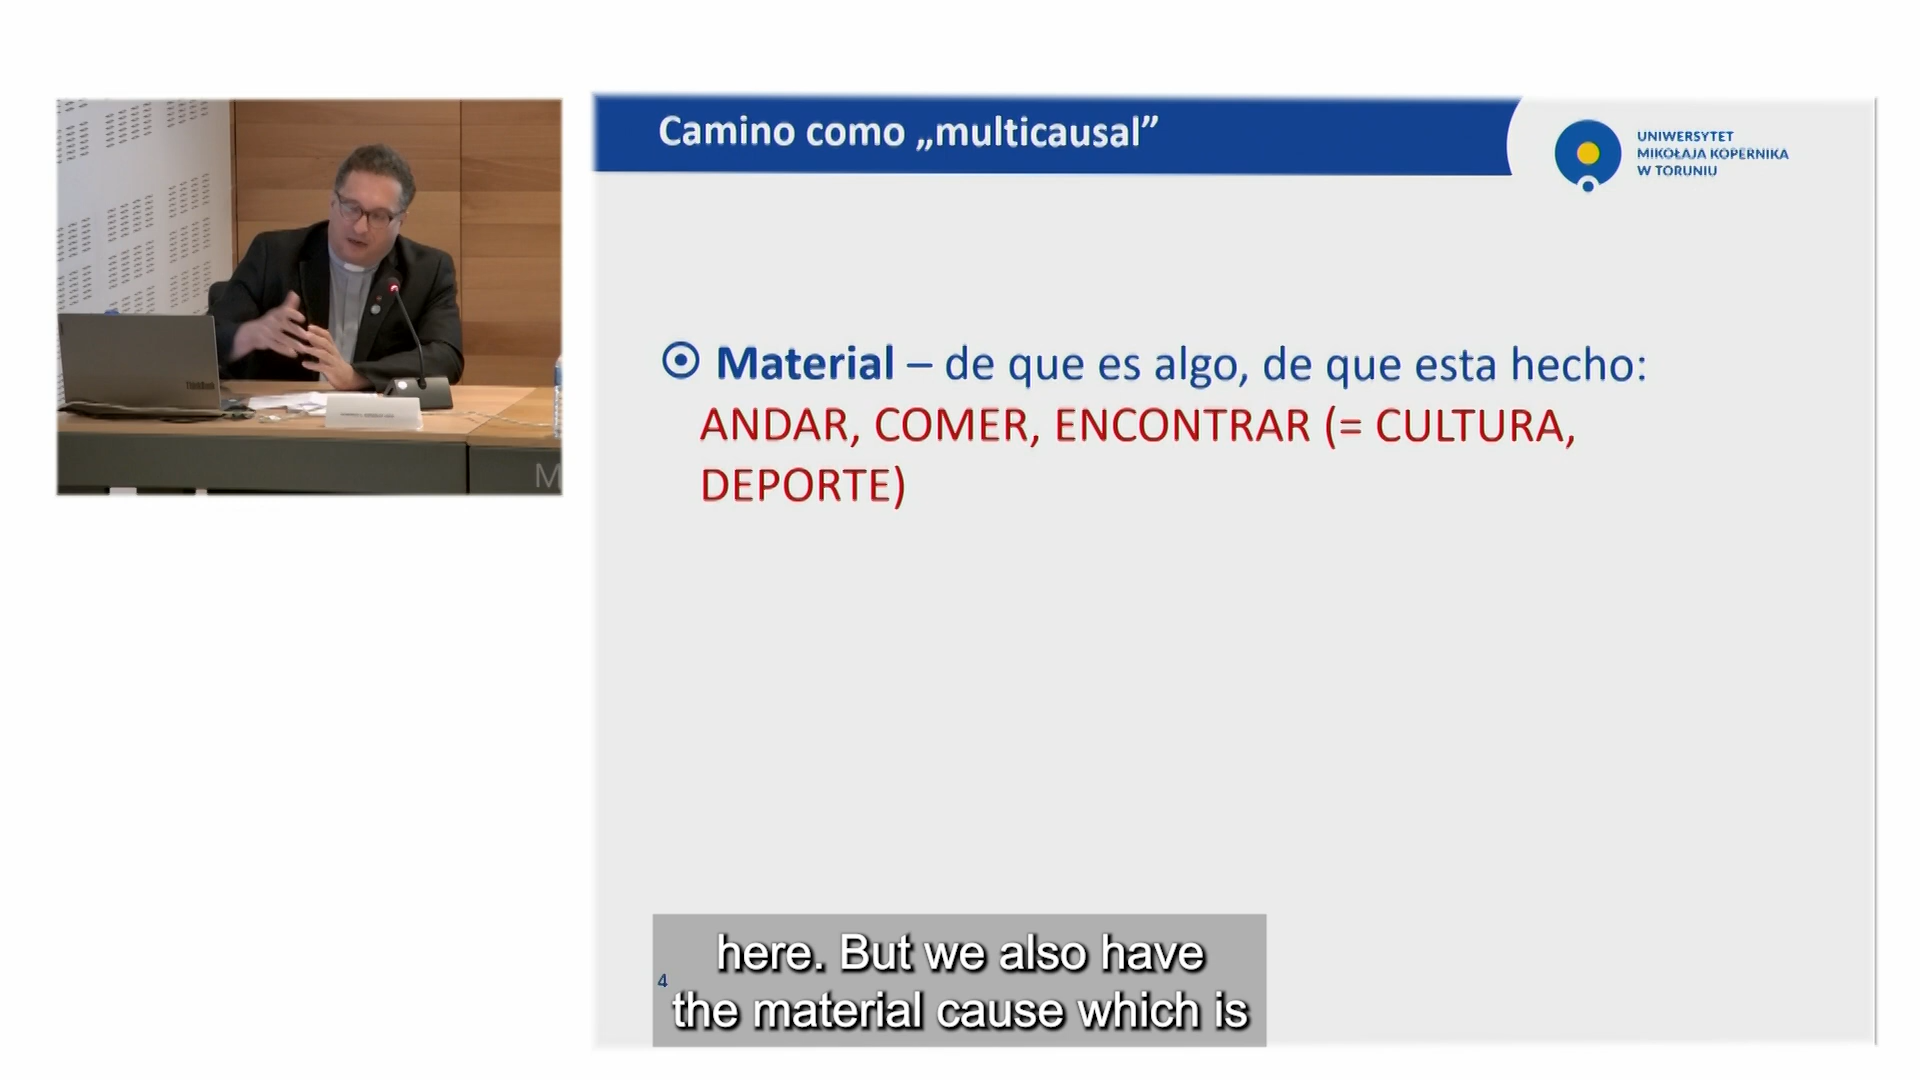 Camino como „multicausal”
UNIWERSYTET
MIKOŁAJA KOPERNIKA
W TORUNIU
Material – de que es algo, de que esta hecho:
ANDAR, COMER, ENCONTRAR (= CULTURA,
DEPORTE)
ThinkBook
M
4
here. But we also have
the material cause which is